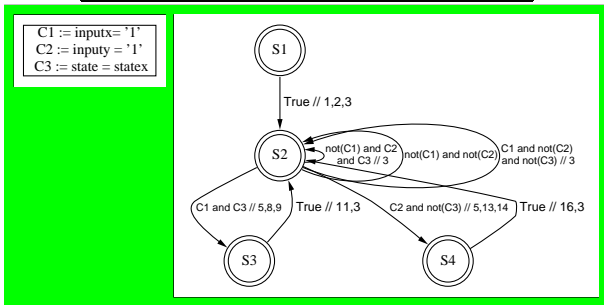 C1 := inputx= '1'
C2 := inputy = '1'
C3 := state = statex
S1
True // 1,2,3
S2
not(C1) and C2
and C3 // 3
not(C1) and not(C2)
C1 and not(C2)
and not(C3) // 3
C1 and C3 // 5,8,9
True // 11,3
C2 and not(C3) // 5,13,14
True // 16,3
S3
S4